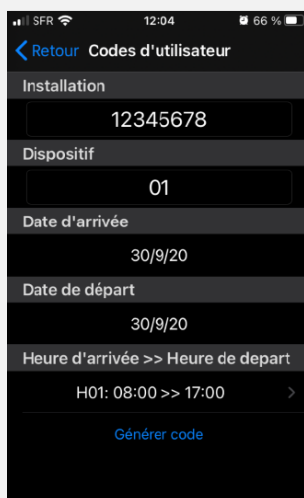 SFR 12:04 66 %
Retour Codes d'utilisateur
Installation
12345678
Dispositif
01
Date d'arrivée
30/9/20
Date de départ
30/9/20
Heure d'arrivée >> Heure de depart
H01: 08:00 >> 17:00
Générer code